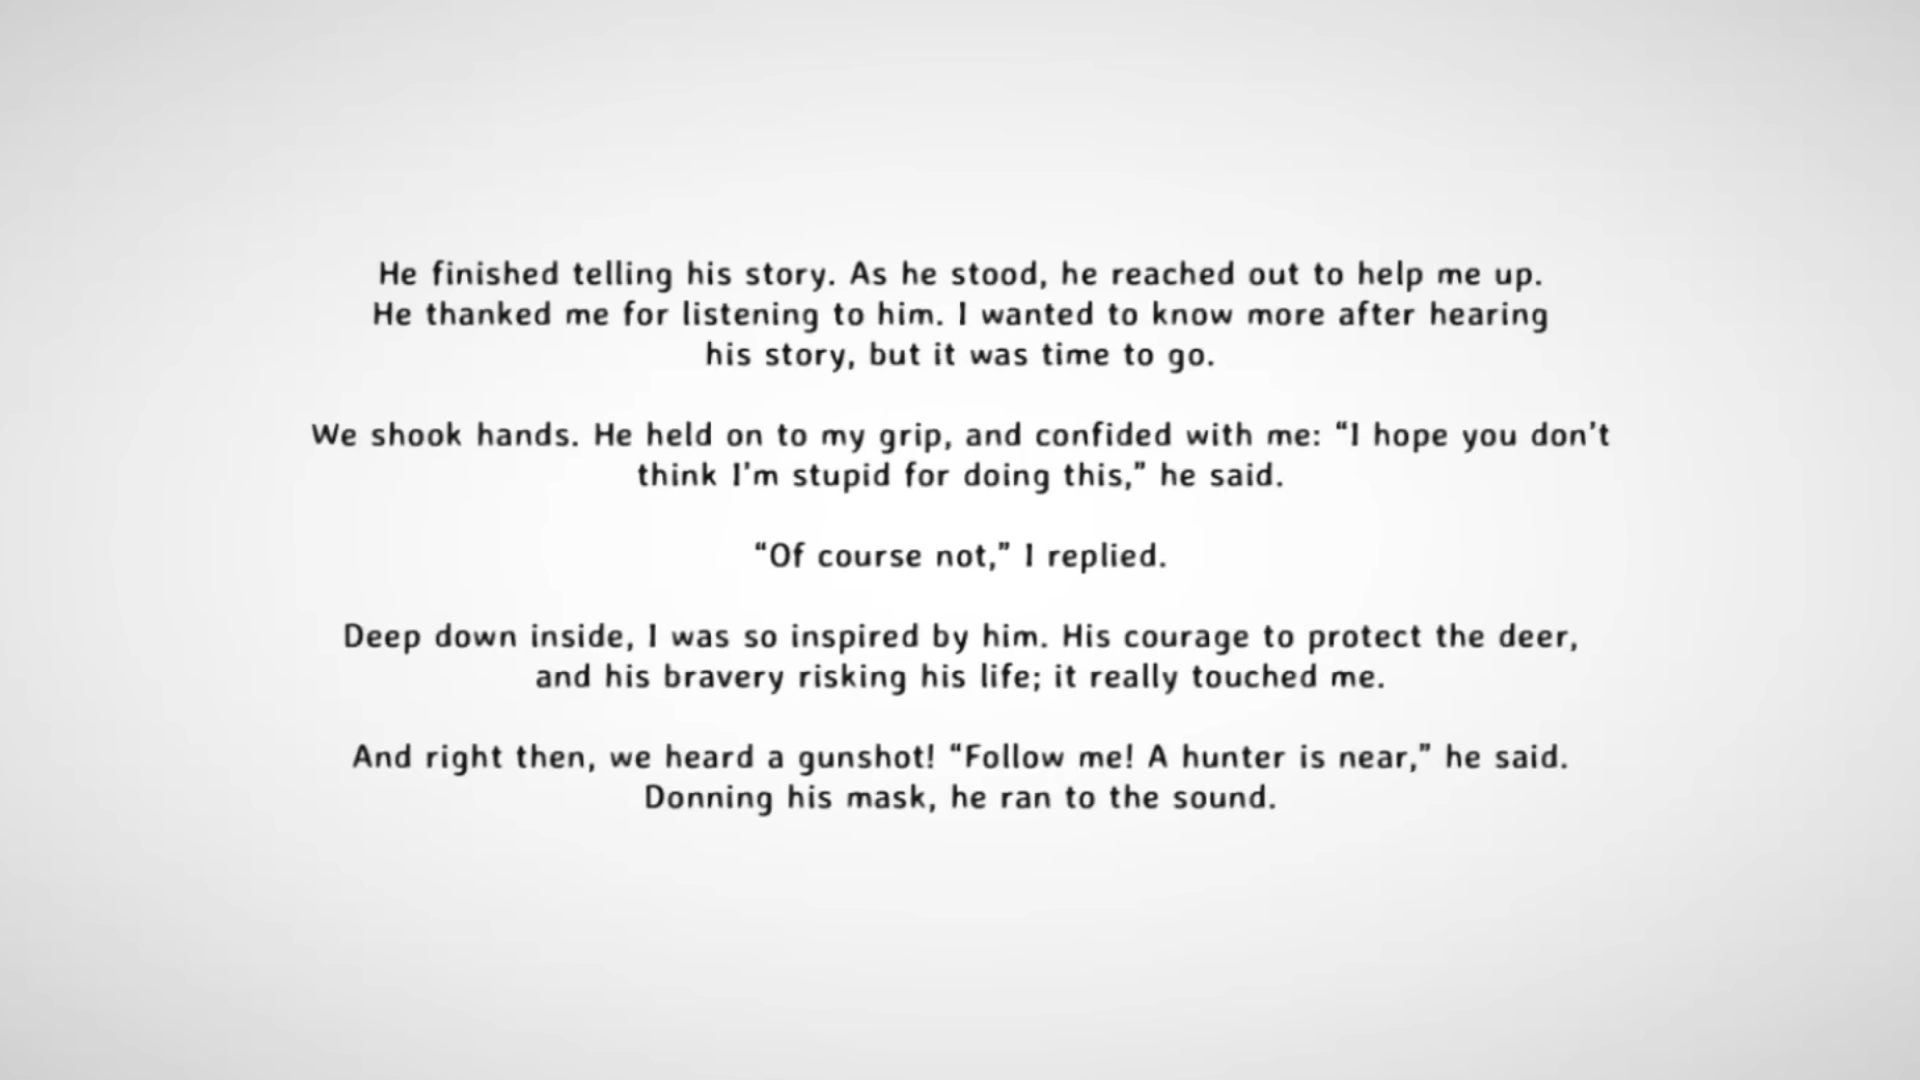 He finished telling his story. As he stood, he reached out to help me up.
He thanked me for listening to him. I wanted to know more after hearing
his story, but it was time to go.
We shook hands. He held on to my grip, and confided with me: “I hope you don't
think I'm stupid for doing this,” he said.
“Of course not,” I replied.
Deep down inside, I was so inspired by him. His courage to protect the deer,
and his bravery risking his life; it really touched me.
And right then, we heard a gunshot! “Follow me! A hunter is near,” he said.
Donning his mask, he ran to the sound.